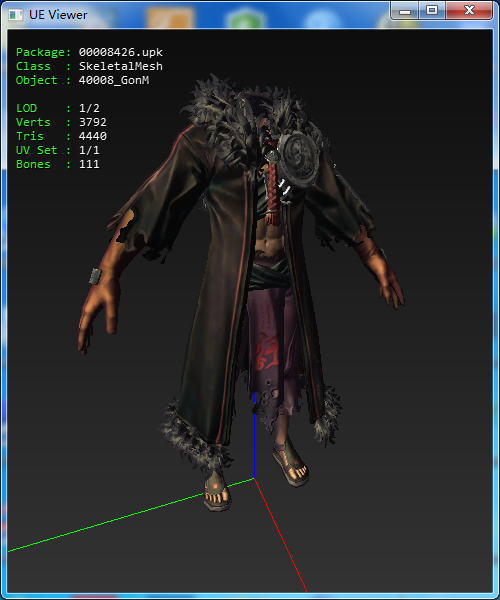 UE Viewer
Package: 00008426.upk
Class : SkeletalMesh
Object : 40008_GonM
LOD : 1/2
Verts : 3792
Tris : 4440
UV Set : 1/1
Bones : 111